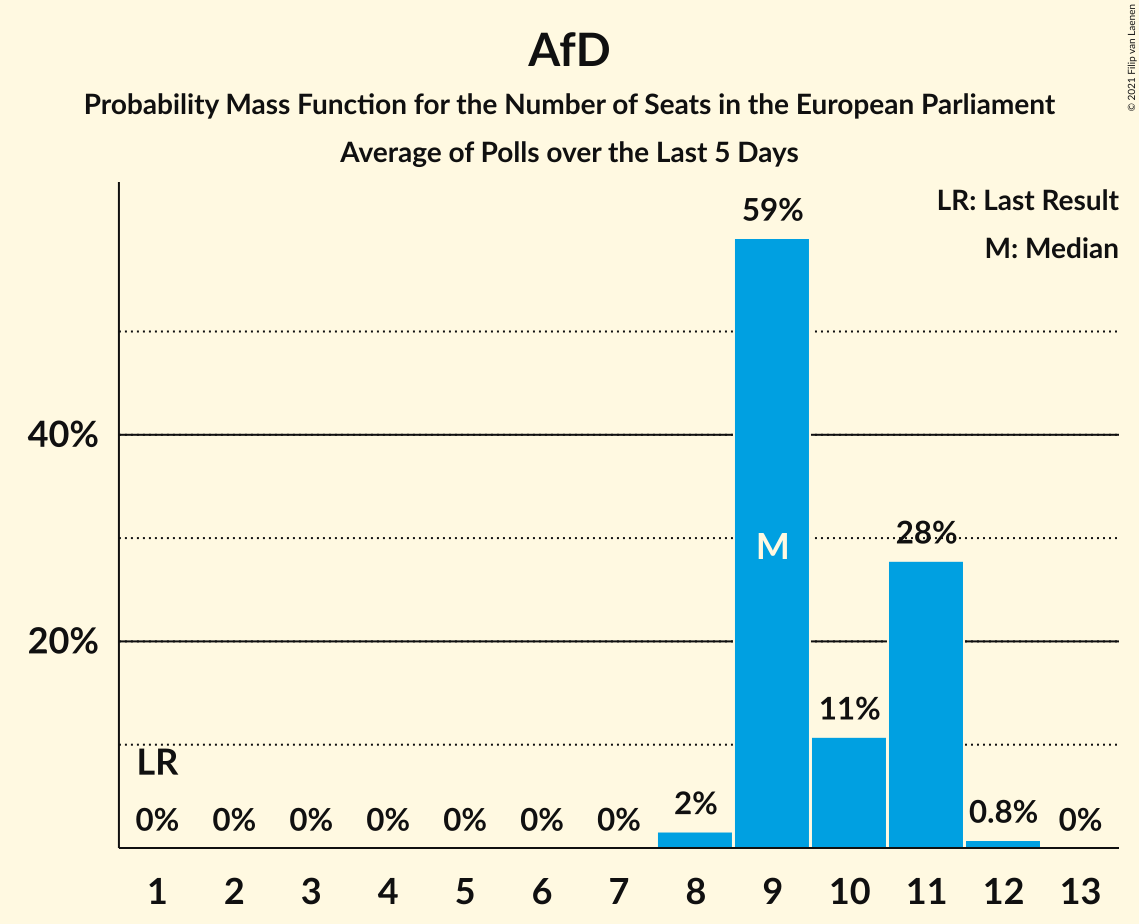 AfD
Probability Mass Function for the Number of Seats in the European Parliament
Average of Polls over the Last 5 Days
© 2021 Filip van Laenen
LR: Last Result
M: Median
59%
40%
M
28%
20%
11%
LR
0% 0% 0% 0% 0% 0% 0% 2% 0.8% 0%
1 2 3 4 5 6 7 8 9 10 11 12 13